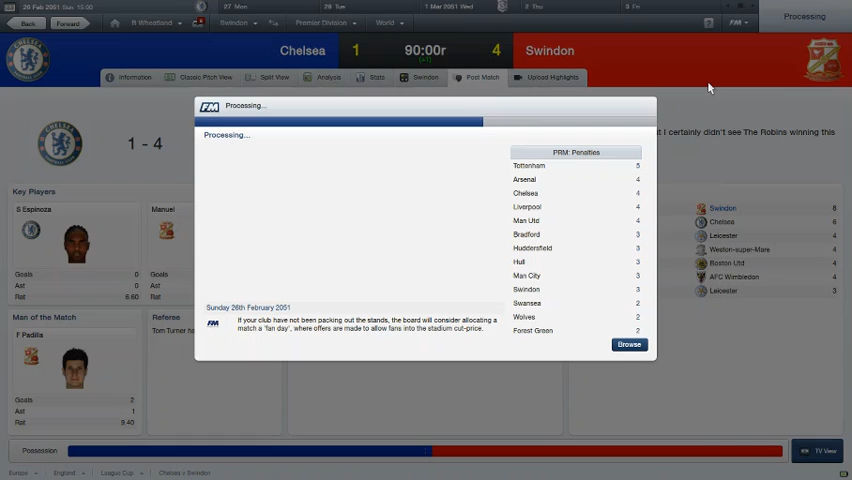 26 Feb 2051 Sun 15:00
27 Mon
28 Tue
1 Mar 2051 Wed
2 Thu
3 Fri
Back
Forward
B Wheatland
Swindon
Premier Division
World
?
FM
Processing
Chelsea
1
90:00r
4
Swindon
Information
Classic Pitch View
Split View
Analysis
Stats
Swindon
Post Match
Upload Highlights
FM
Processing...
Processing...
PRM: Penalties
Tottenham 5
Arsenal 4
Chelsea 4
Liverpool 4
Man Utd 4
Bradford 3
Huddersfield 3
Hull 3
Man City 3
Swindon 3
Swansea 2
Wolves 2
Forest Green 2
Sunday 26th February 2051
FM
If your club have not been packing out the stands, the board will consider allocating a
match a 'fan day', where offers are made to allow fans into the stadium cut-price.
Browse
1 - 4
but I certainly didn't see The Robins winning this
Key Players
S Espinoza
Goals 0
Ast 0
Rat 6.60
Manuel
Goals
Ast
Rat
Man of the Match
F Padilla
Goals 2
Ast 1
Rat 9.40
Referee
Tom Turner
Swindon 8
Chelsea 6
Leicester 4
Weston-super-Mare 4
Boston Utd 4
AFC Wimbledon 4
Leicester 3
Possession
TV View
Europe
England
League Cup
Chelsea v Swindon